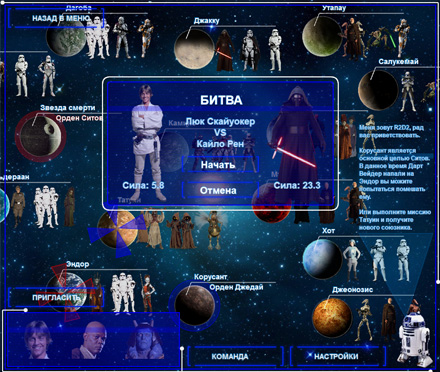 Дагоба
НАЗАД В МЕНЮ
Джакку
Утапау
Салукемай
Звезда смерти
Орден Ситов
БИТВА
Люк Скайуокер
VS
Кайло Рен
Начать
Отмена
Сила: 5.8
Сила: 23.3
Меня зовут R2D2, рад
вас приветствовать.
Корусант является
основной целью Ситов.
В данное время Дарт
Вейдер напали на
Эндор вы можите
попытаться помешать
ему.
Или выполните миссию
Татуин и получите
нового союзника.
Хот
Эндор
ПРИГЛАСИТЬ
Корусант
Орден Джедай
Джеонозис
КОМАНДА
НАСТРОЙКИ